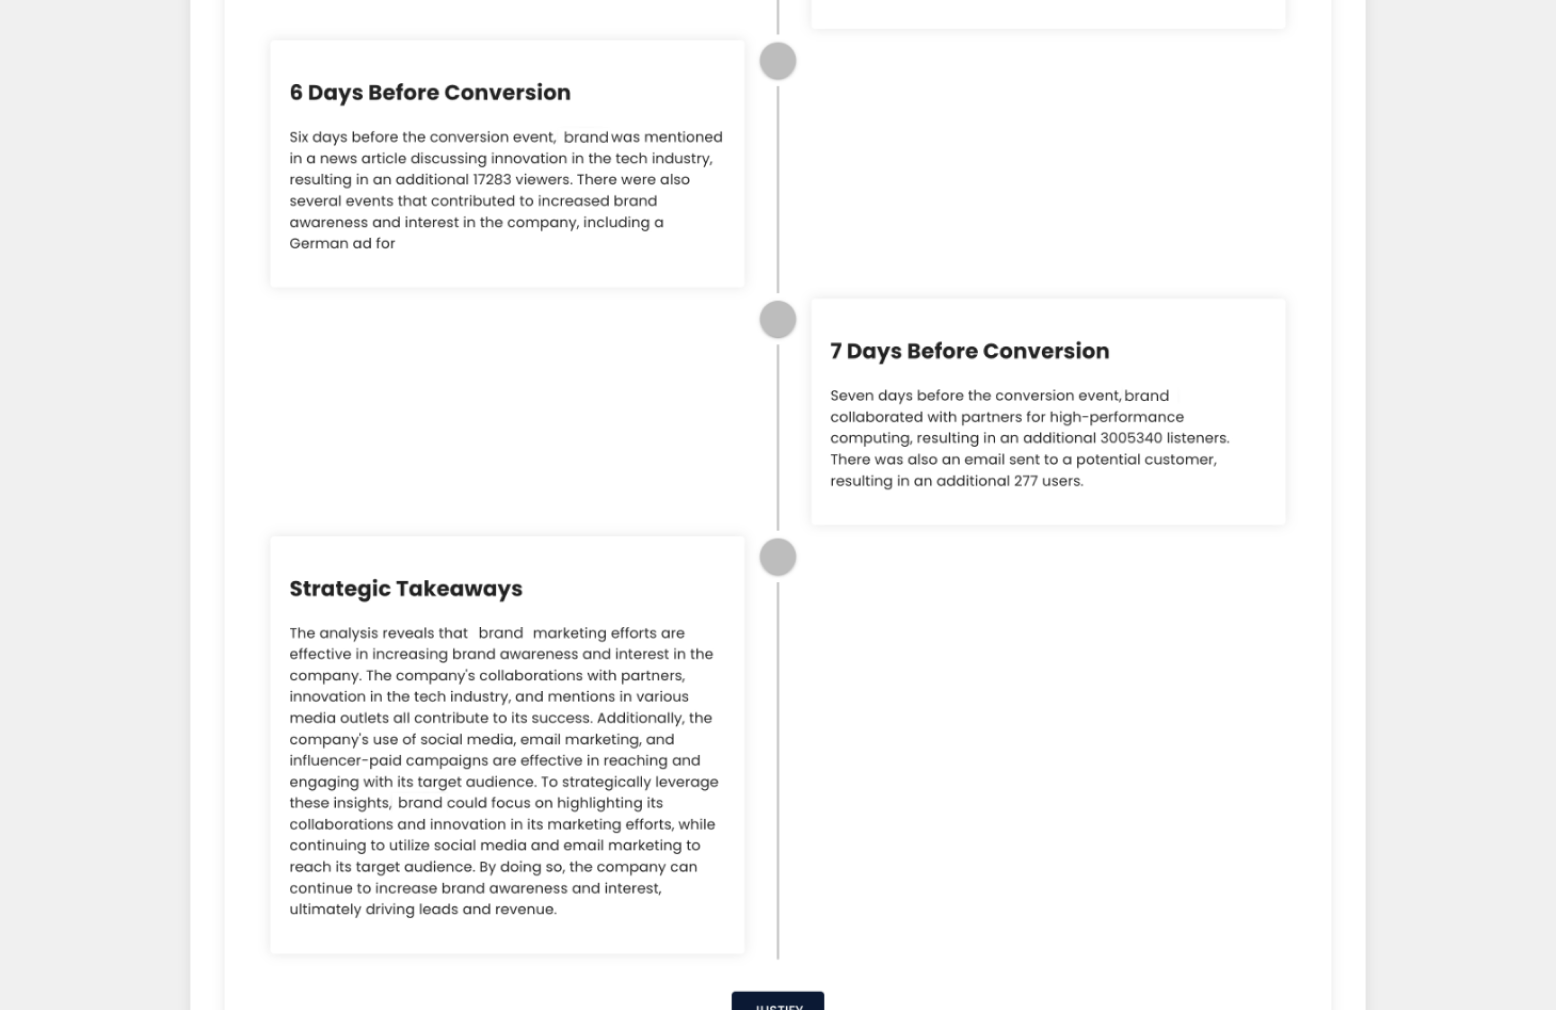 6 Days Before Conversion
Six days before the conversion event, brand was mentioned
in a news article discussing innovation in the tech industry,
resulting in an additional 17283 viewers. There were also
several events that contributed to increased brand
awareness and interest in the company, including a
German ad for
7 Days Before Conversion
Seven days before the conversion event, brand
collaborated with partners for high-performance
computing, resulting in an additional 3005340 listeners.
There was also an email sent to a potential customer,
resulting in an additional 277 users.
Strategic Takeaways
The analysis reveals that brand marketing efforts are
effective in increasing brand awareness and interest in the
company. The company's collaborations with partners,
innovation in the tech industry, and mentions in various
media outlets all contribute to its success. Additionally, the
company's use of social media, email marketing, and
influencer-paid campaigns are effective in reaching and
engaging with its target audience. To strategically leverage
these insights, brand could focus on highlighting its
collaborations and innovation in its marketing efforts, while
continuing to utilize social media and email marketing to
reach its target audience. By doing so, the company can
continue to increase brand awareness and interest,
ultimately driving leads and revenue.
JUSTIFY